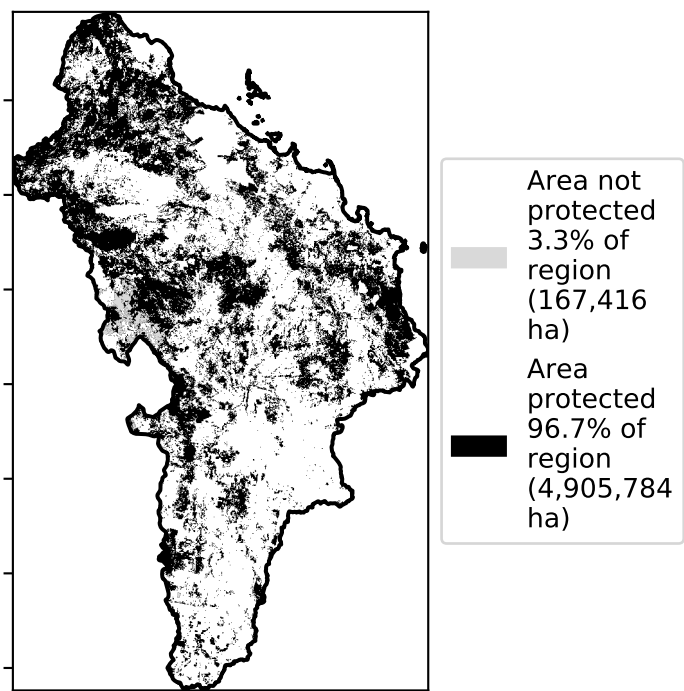 Area not
protected
3.3% of
region
(167,416
ha)
Area
protected
96.7% of
region
(4,905,784
ha)